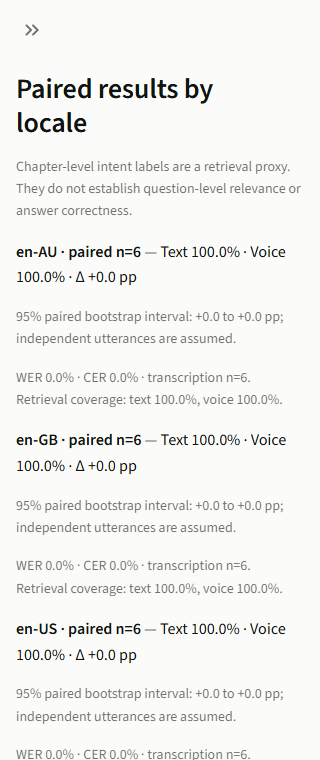 »
Paired results by
locale
Chapter-level intent labels are a retrieval proxy.
They do not establish question-level relevance or
answer correctness.
en-AU · paired n=6 — Text 100.0% · Voice
100.0% · Δ +0.0 pp
95% paired bootstrap interval: +0.0 to +0.0 pp;
independent utterances are assumed.
WER 0.0% · CER 0.0% · transcription n=6.
Retrieval coverage: text 100.0%, voice 100.0%.
en-GB · paired n=6 — Text 100.0% · Voice
100.0% · Δ +0.0 pp
95% paired bootstrap interval: +0.0 to +0.0 pp;
independent utterances are assumed.
WER 0.0% · CER 0.0% · transcription n=6.
Retrieval coverage: text 100.0%, voice 100.0%.
en-US · paired n=6 — Text 100.0% · Voice
100.0% · Δ +0.0 pp
95% paired bootstrap interval: +0.0 to +0.0 pp;
independent utterances are assumed.
WER 0.0% · CER 0.0% · transcription n=6.